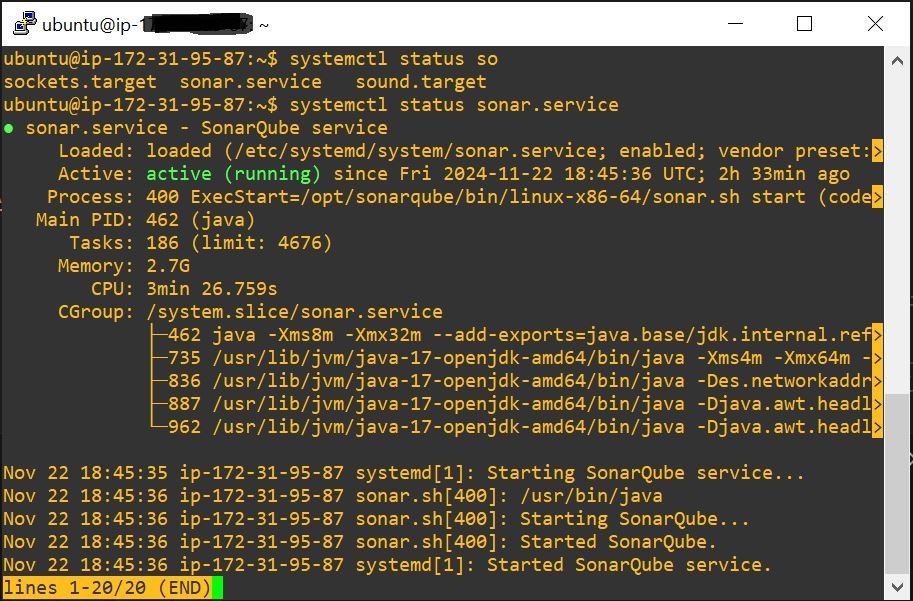 ubuntu@ip-1 ~
ubuntu@ip-172-31-95-87:~$ systemctl status so
sockets.target  sonar.service   sound.target
ubuntu@ip-172-31-95-87:~$ systemctl status sonar.service
● sonar.service - SonarQube service
     Loaded: loaded (/etc/systemd/system/sonar.service; enabled; vendor preset:>
     Active: active (running) since Fri 2024-11-22 18:45:36 UTC; 2h 33min ago
    Process: 400 ExecStart=/opt/sonarqube/bin/linux-x86-64/sonar.sh start (code>
   Main PID: 462 (java)
      Tasks: 186 (limit: 4676)
     Memory: 2.7G
        CPU: 3min 26.759s
     CGroup: /system.slice/sonar.service
             ├─462 java -Xms8m -Xmx32m --add-exports=java.base/jdk.internal.ref>
             ├─735 /usr/lib/jvm/java-17-openjdk-amd64/bin/java -Xms4m -Xmx64m ->
             ├─836 /usr/lib/jvm/java-17-openjdk-amd64/bin/java -Des.networkaddr>
             ├─887 /usr/lib/jvm/java-17-openjdk-amd64/bin/java -Djava.awt.headl>
             └─962 /usr/lib/jvm/java-17-openjdk-amd64/bin/java -Djava.awt.headl>
Nov 22 18:45:35 ip-172-31-95-87 systemd[1]: Starting SonarQube service...
Nov 22 18:45:36 ip-172-31-95-87 sonar.sh[400]: /usr/bin/java
Nov 22 18:45:36 ip-172-31-95-87 sonar.sh[400]: Starting SonarQube...
Nov 22 18:45:36 ip-172-31-95-87 sonar.sh[400]: Started SonarQube.
Nov 22 18:45:36 ip-172-31-95-87 systemd[1]: Started SonarQube service.
lines 1-20/20 (END)